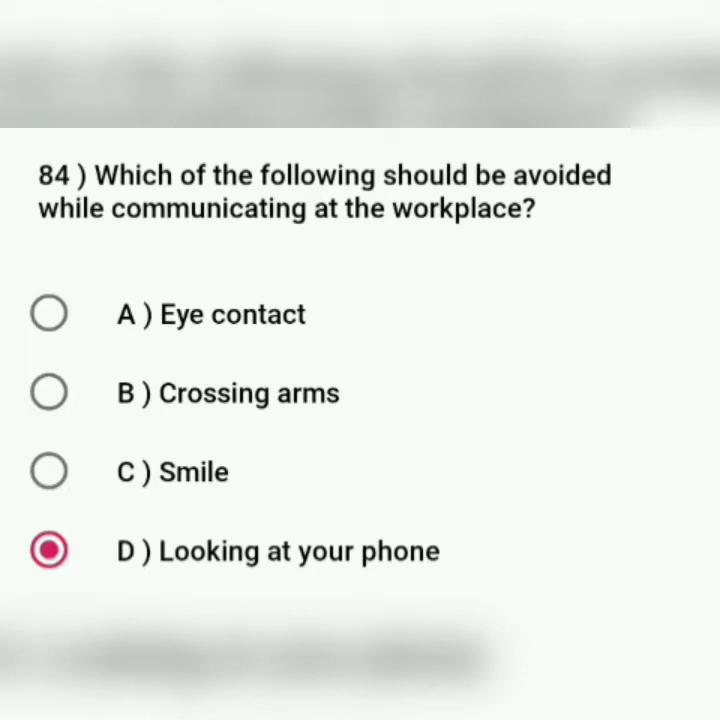 84 ) Which of the following should be avoided
while communicating at the workplace?
A ) Eye contact
B ) Crossing arms
C ) Smile
D ) Looking at your phone